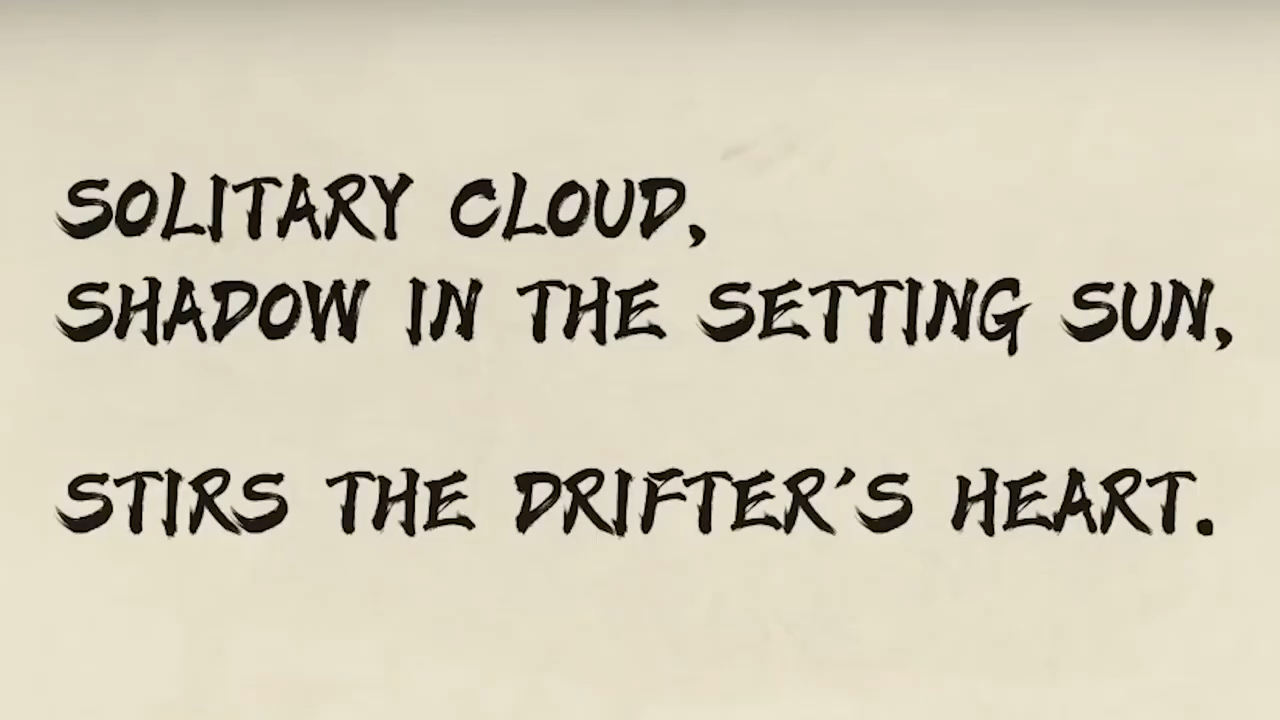 SOLITARY CLOUD,
SHADOW IN THE SETTING SUN,
STIRS THE DRIFTER'S HEART.